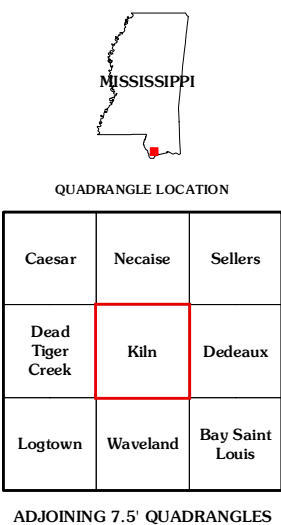 MISSISSIPPI
QUADRANGLE LOCATION
Caesar
Necaise
Sellers
Dead
Tiger
Creek
Kiln
Dedeaux
Logtown
Waveland
Bay Saint
Louis
ADJOINING 7.5' QUADRANGLES